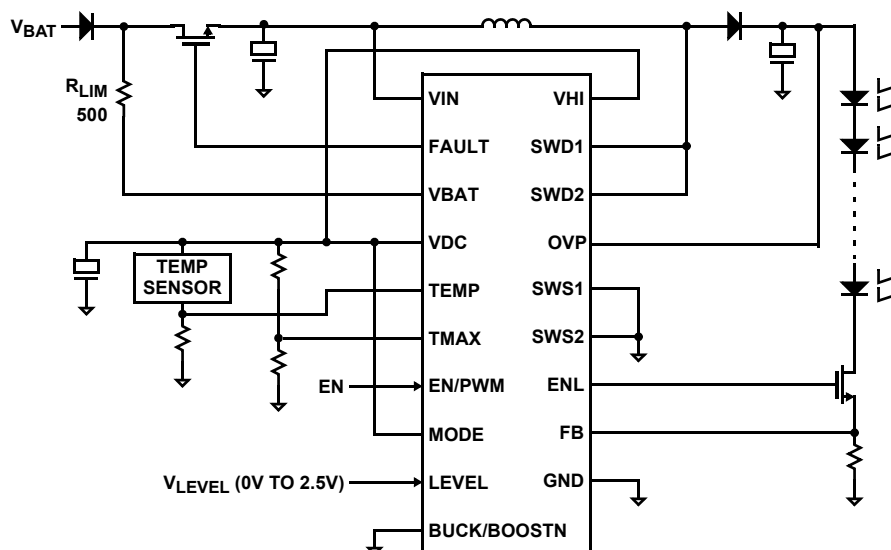 VBAT
RLIM
500
VIN
VHI
FAULT
SWD1
VBAT
SWD2
VDC
OVP
TEMP
SENSOR
TEMP
SWS1
TMAX
SWS2
EN
EN/PWM
ENL
MODE
FB
VLEVEL (0V TO 2.5V)
LEVEL
GND
BUCK/BOOSTN